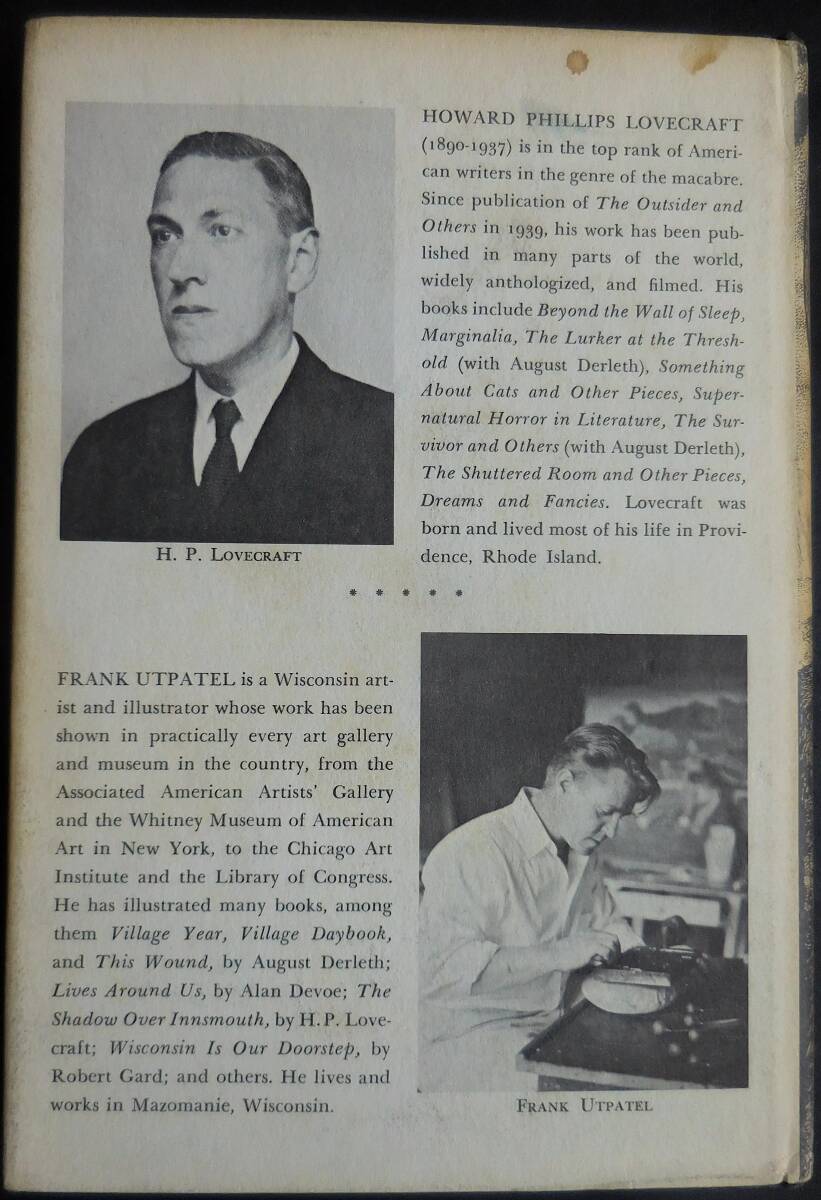 HOWARD PHILLIPS LOVECRAFT
(1890-1937) is in the top rank of Ameri-
can writers in the genre of the macabre.
Since publication of The Outsider and
Others in 1939, his work has been pub-
lished in many parts of the world,
widely anthologized, and filmed. His
books include Beyond the Wall of Sleep,
Marginalia, The Lurker at the Thresh-
old (with August Derleth), Something
About Cats and Other Pieces, Super-
natural Horror in Literature, The Sur-
vivor and Others (with August Derleth),
The Shuttered Room and Other Pieces,
Dreams and Fancies. Lovecraft was
born and lived most of his life in Provi-
dence, Rhode Island.
H. P. LOVECRAFT
* * * * *
FRANK UTPATEL is a Wisconsin art-
ist and illustrator whose work has been
shown in practically every art gallery
and museum in the country, from the
Associated American Artists' Gallery
and the Whitney Museum of American
Art in New York, to the Chicago Art
Institute and the Library of Congress.
He has illustrated many books, among
them Village Year, Village Daybook,
and This Wound, by August Derleth;
Lives Around Us, by Alan Devoe; The
Shadow Over Innsmouth, by H. P. Love-
craft; Wisconsin Is Our Doorstep, by
Robert Gard; and others. He lives and
works in Mazomanie, Wisconsin.
FRANK UTPATEL